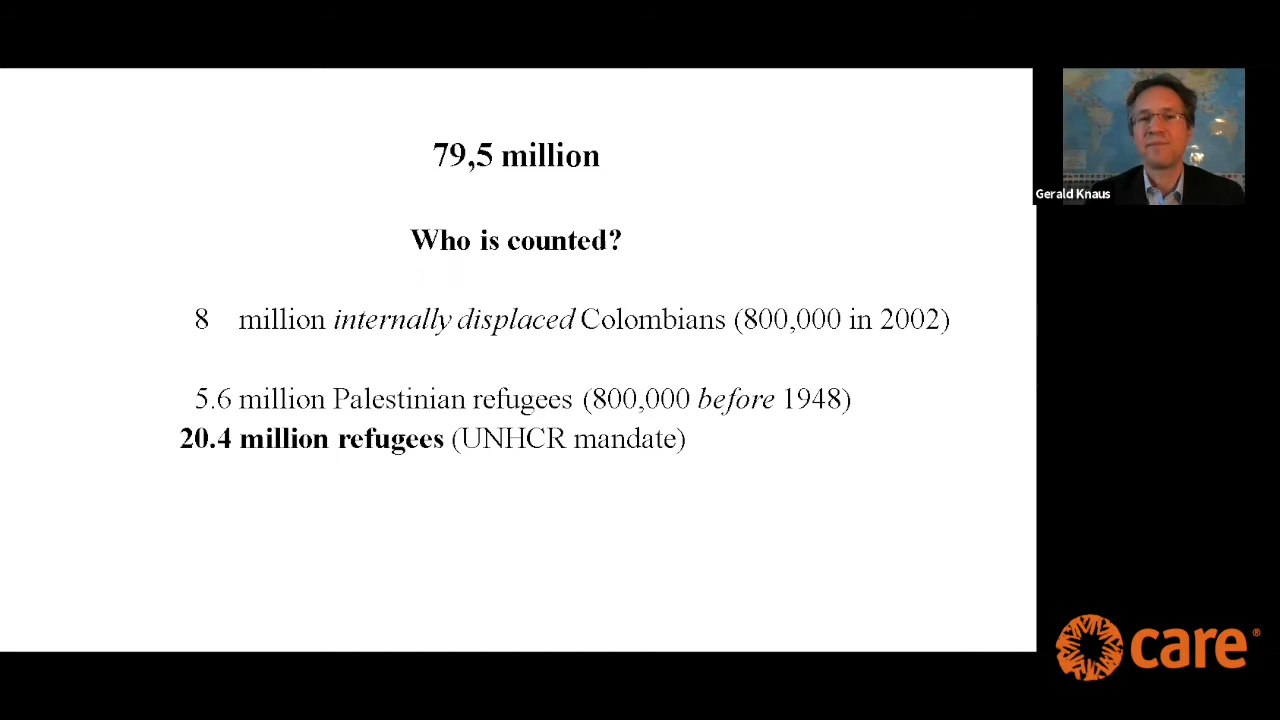 79,5 million
Who is counted?
8 million internally displaced Colombians (800,000 in 2002)
5.6 million Palestinian refugees (800,000 before 1948)
20.4 million refugees (UNHCR mandate)
Gerald Knaus
care®